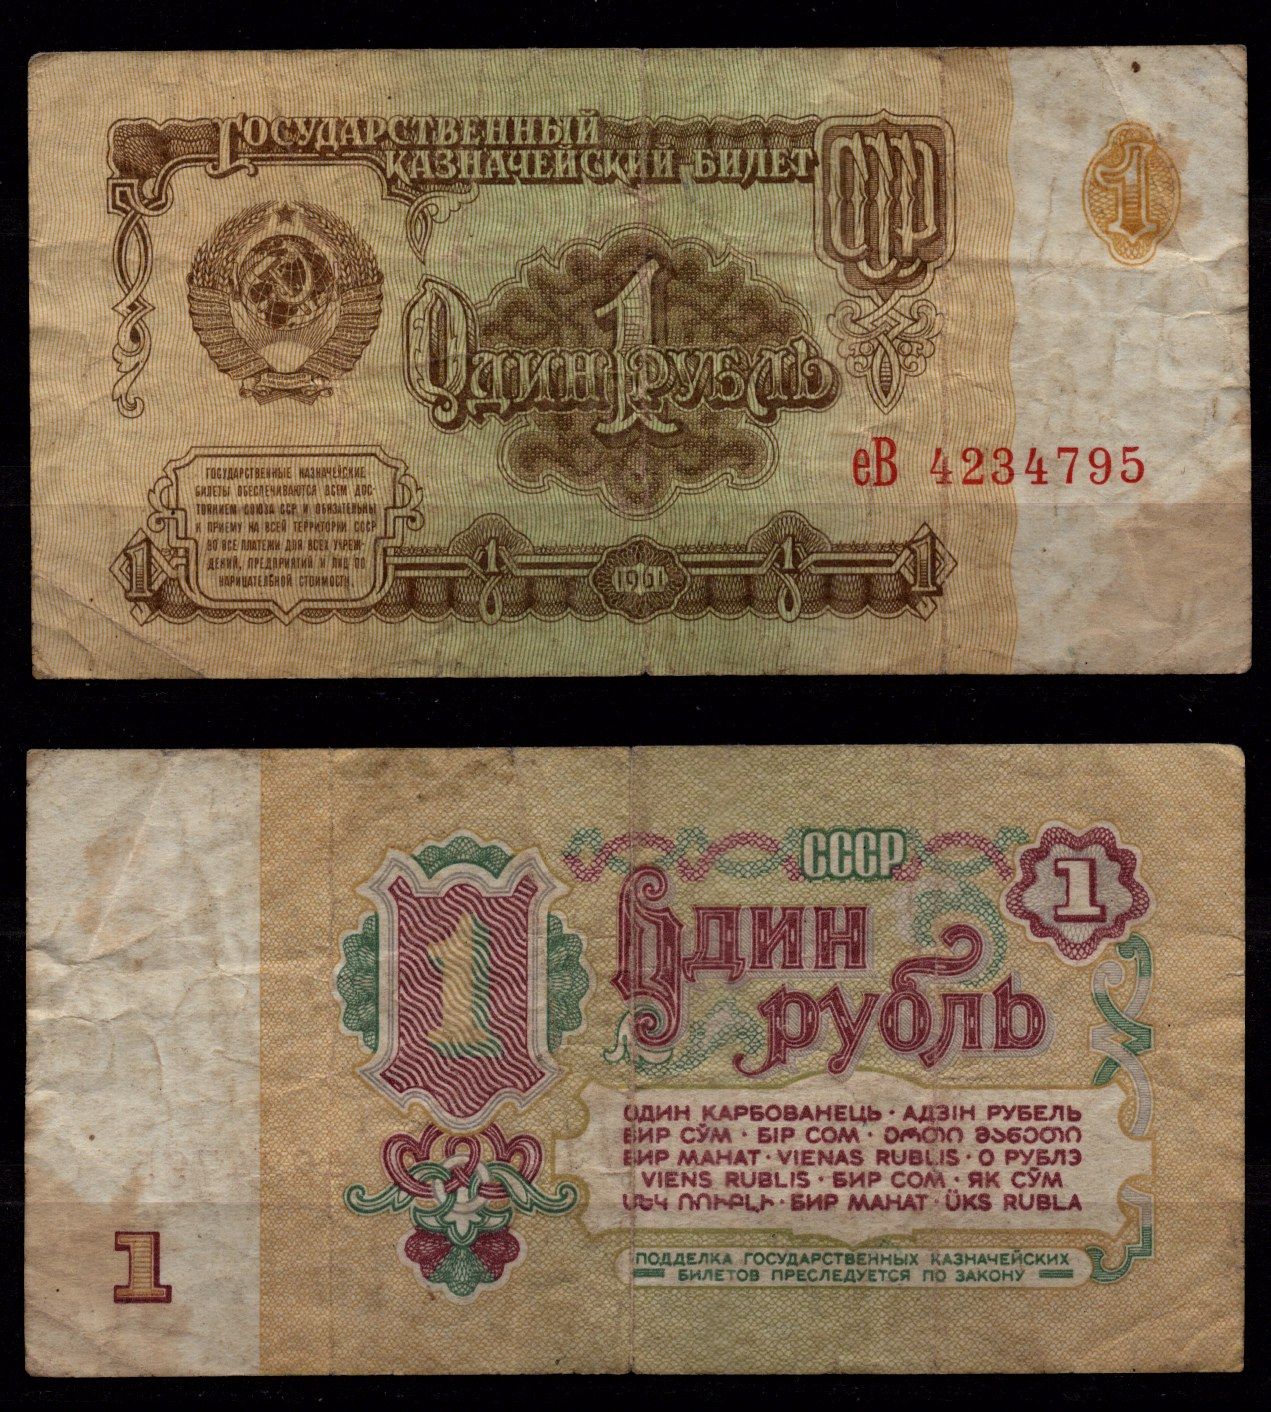 ГОСУДАРСТВЕННЫЙ
КАЗНАЧЕЙСКИЙ БИЛЕТ
СССР
1
1
ОДИН РУБЛЬ
еВ 4234795
ГОСУДАРСТВЕННЫЕ КАЗНАЧЕЙСКИЕ
БИЛЕТЫ ОБЕСПЕЧИВАЮТСЯ ВСЕМ ДОС-
ТОЯНИЕМ СОЮЗА ССР И ОБЯЗАТЕЛЬНЫ
К ПРИЕМУ НА ВСЕЙ ТЕРРИТОРИИ СССР
ВО ВСЕ ПЛАТЕЖИ ДЛЯ ВСЕХ УЧРЕЖ-
ДЕНИЙ, ПРЕДПРИЯТИЙ И ЛИЦ ПО
НАРИЦАТЕЛЬНОЙ СТОИМОСТИ.
1 1 1961 1 1
СССР
1
1
Один
рубль
ОДИН КАРБОВАНЕЦЬ · АДЗІН РУБЕЛЬ
БИР СЎМ · БІР СОМ · ᲔᲠᲗᲘ ᲛᲐᲜᲔᲗᲘ
БИР МАНАТ · VIENAS RUBLIS · О РУБЛЭ
VIENS RUBLIS · БИР СОМ · ЯК СӮМ
ՄԵԿ ՌՈՒԲԼԻ · БИР МАНАТ · ÜKS RUBLA
ПОДДЕЛКА ГОСУДАРСТВЕННЫХ КАЗНАЧЕЙСКИХ
БИЛЕТОВ ПРЕСЛЕДУЕТСЯ ПО ЗАКОНУ
1